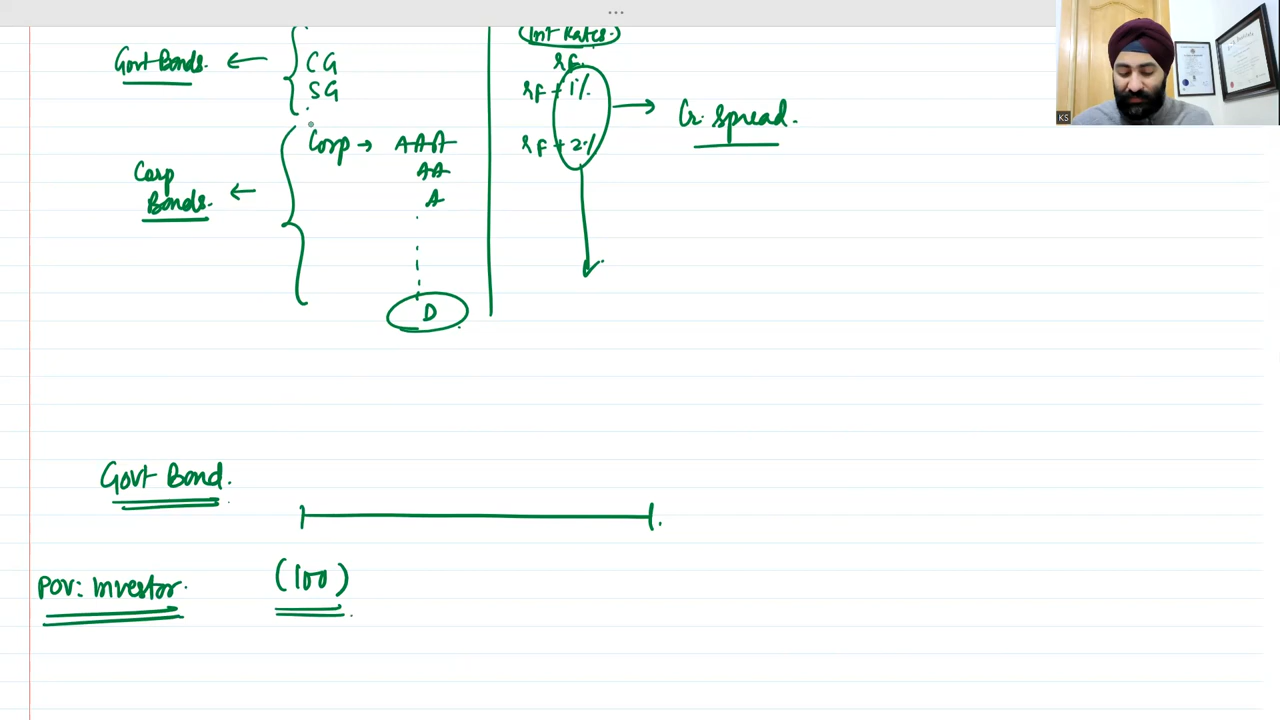 (Int Rates.)
Govt Bonds. ← CG
rf.
SG
rf + 1%
→ Cr. Spread.
Corp → AAA
rf + 2%
AA
Corp
Bonds. ←
A
D
Govt Bond.
POV: Investor.
(100)
KS